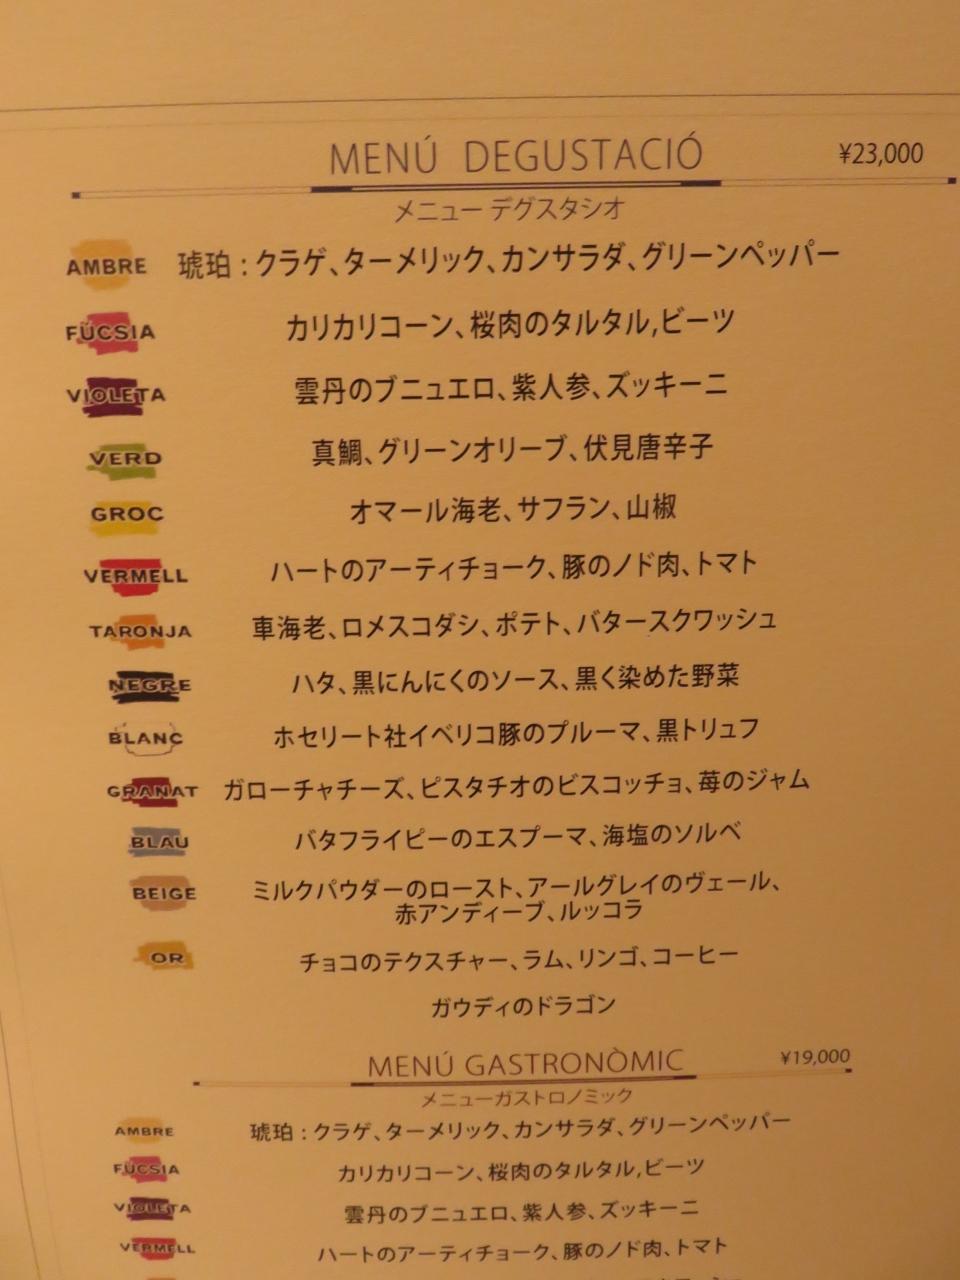 MENÚ DEGUSTACIÓ ¥23,000
メニュー デグスタシオ
AMBRE 琥珀 : クラゲ、ターメリック、カンサラダ、グリーンペッパー
FÚCSIA カリカリコーン、桜肉のタルタル,ビーツ
VIOLETA 雲丹のブニュエロ、紫人参、ズッキーニ
VERD 真鯛、グリーンオリーブ、伏見唐辛子
GROC オマール海老、サフラン、山椒
VERMELL ハートのアーティチョーク、豚のノド肉、トマト
TARONJA 車海老、ロメスコダシ、ポテト、バタースクワッシュ
NEGRE ハタ、黒にんにくのソース、黒く染めた野菜
BLANC ホセリート社イベリコ豚のプルーマ、黒トリュフ
GRANAT ガローチャチーズ、ピスタチオのビスコッチョ、苺のジャム
BLAU バタフライピーのエスプーマ、海塩のソルベ
BEIGE ミルクパウダーのロースト、アールグレイのヴェール、
赤アンディーブ、ルッコラ
OR チョコのテクスチャー、ラム、リンゴ、コーヒー
ガウディのドラゴン
MENÚ GASTRONÒMIC ¥19,000
メニューガストロノミック
AMBRE 琥珀 : クラゲ、ターメリック、カンサラダ、グリーンペッパー
FÚCSIA カリカリコーン、桜肉のタルタル,ビーツ
VIOLETA 雲丹のブニュエロ、紫人参、ズッキーニ
VERMELL ハートのアーティチョーク、豚のノド肉、トマト